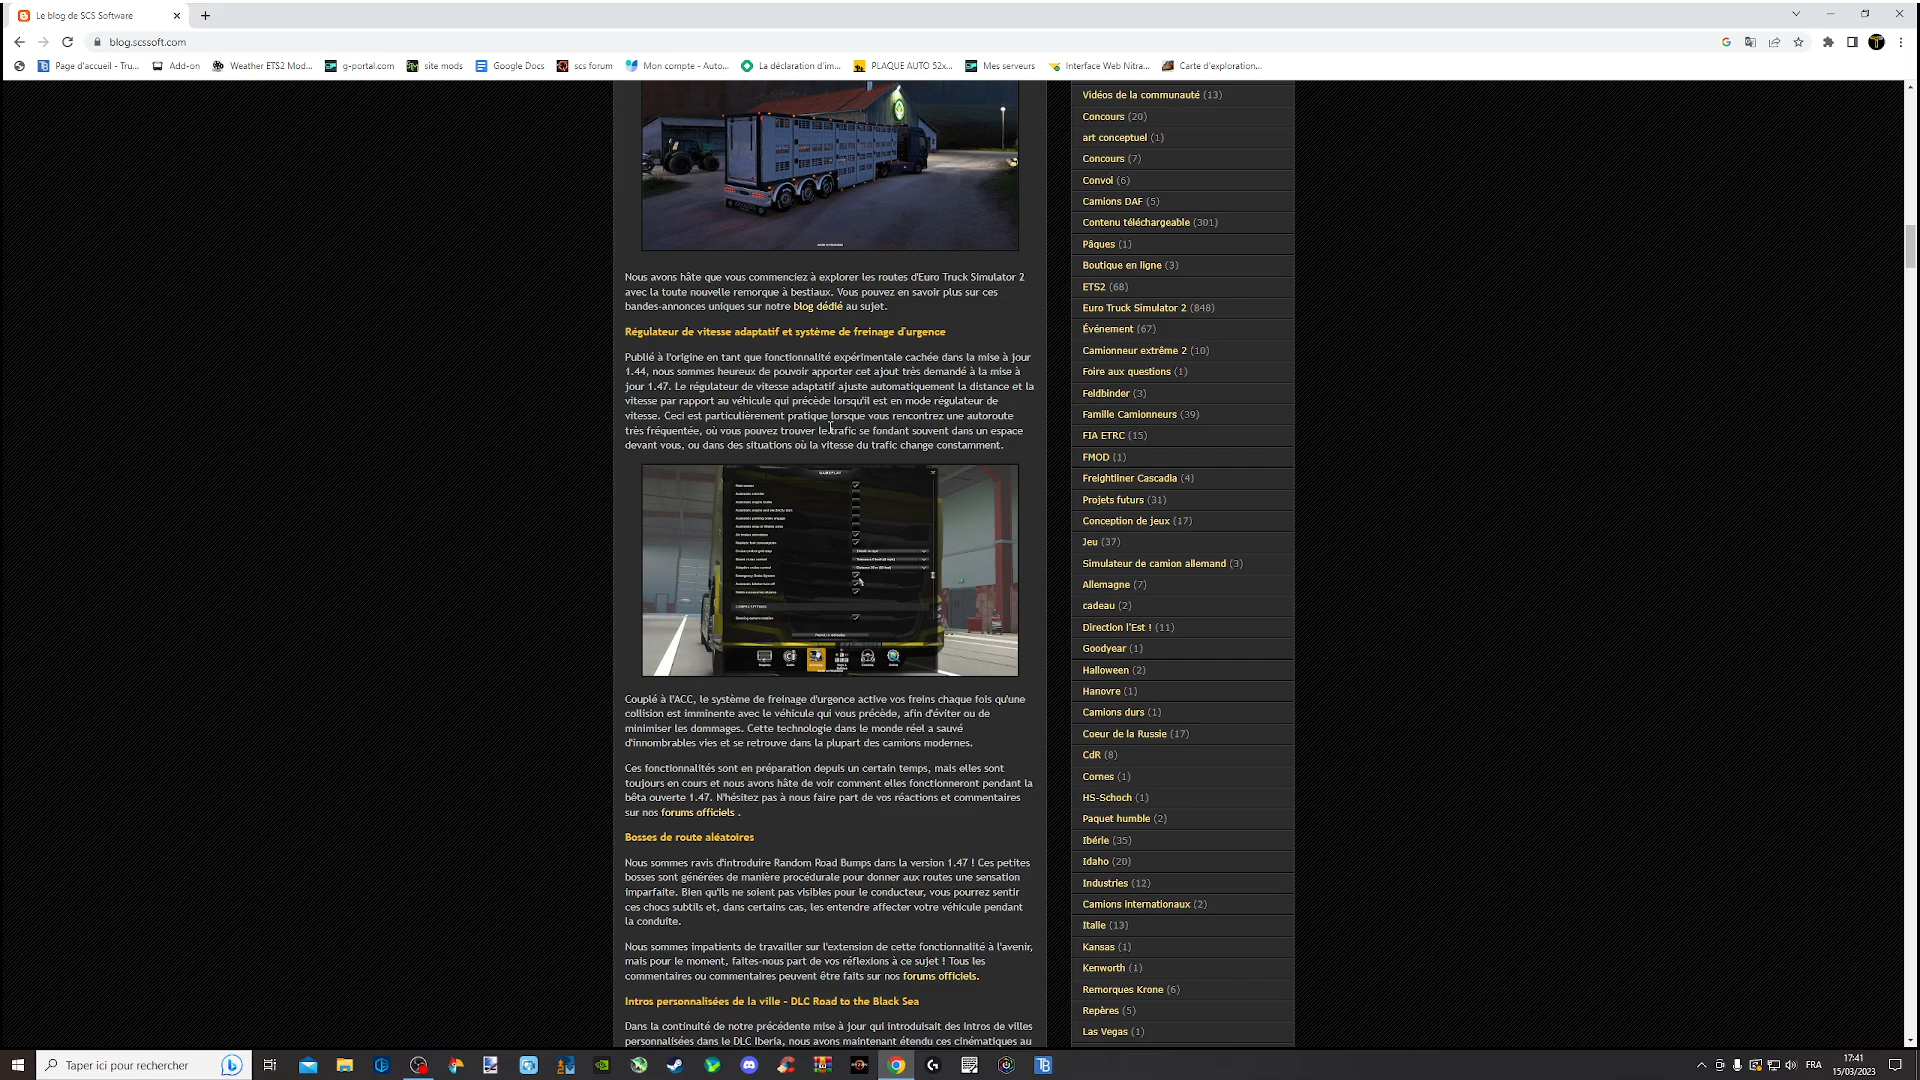 Le blog de SCS Software
blog.scssoft.com
Page d'accueil - Tru...
Add-on
Weather ETS2 Mod...
g-portal.com
site mods
Google Docs
scs forum
Mon compte - Auto...
La déclaration d'im...
PLAQUE AUTO 52x...
Mes serveurs
Interface Web Nitra...
Carte d'exploration...
Nous avons hâte que vous commenciez à explorer les routes d'Euro Truck Simulator 2
avec la toute nouvelle remorque à bestiaux. Vous pouvez en savoir plus sur ces
bandes-annonces uniques sur notre blog dédié au sujet.
Régulateur de vitesse adaptatif et système de freinage d'urgence
Publié à l'origine en tant que fonctionnalité expérimentale cachée dans la mise à jour
1.44, nous sommes heureux de pouvoir apporter cet ajout très demandé à la mise à
jour 1.47. Le régulateur de vitesse adaptatif ajuste automatiquement la distance et la
vitesse par rapport au véhicule qui précède lorsqu'il est en mode régulateur de
vitesse. Ceci est particulièrement pratique lorsque vous rencontrez une autoroute
très fréquentée, où vous pouvez trouver le trafic se fondant souvent dans un espace
devant vous, ou dans des situations où la vitesse du trafic change constamment.
GAMEPLAY
Couplé à l'ACC, le système de freinage d'urgence active vos freins chaque fois qu'une
collision est imminente avec le véhicule qui vous précède, afin d'éviter ou de
minimiser les dommages. Cette technologie dans le monde réel a sauvé
d'innombrables vies et se retrouve dans la plupart des camions modernes.
Ces fonctionnalités sont en préparation depuis un certain temps, mais elles sont
toujours en cours et nous avons hâte de voir comment elles fonctionneront pendant la
bêta ouverte 1.47. N'hésitez pas à nous faire part de vos réactions et commentaires
sur nos forums officiels .
Bosses de route aléatoires
Nous sommes ravis d'introduire Random Road Bumps dans la version 1.47 ! Ces petites
bosses sont générées de manière procédurale pour donner aux routes une sensation
imparfaite. Bien qu'ils ne soient pas visibles pour le conducteur, vous pourrez sentir
ces chocs subtils et, dans certains cas, les entendre affecter votre véhicule pendant
la conduite.
Nous sommes impatients de travailler sur l'extension de cette fonctionnalité à l'avenir,
mais pour le moment, faites-nous part de vos réflexions à ce sujet ! Tous les
commentaires ou commentaires peuvent être faits sur nos forums officiels.
Intros personnalisées de la ville - DLC Road to the Black Sea
Dans la continuité de notre précédente mise à jour qui introduisait des intros de villes
personnalisées dans le DLC Iberia, nous avons maintenant étendu ces cinématiques au
Vidéos de la communauté (13)
Concours (20)
art conceptuel (1)
Concours (7)
Convoi (6)
Camions DAF (5)
Contenu téléchargeable (301)
Pâques (1)
Boutique en ligne (3)
ETS2 (68)
Euro Truck Simulator 2 (848)
Événement (67)
Camionneur extrême 2 (10)
Foire aux questions (1)
Feldbinder (3)
Famille Camionneurs (39)
FIA ETRC (15)
FMOD (1)
Freightliner Cascadia (4)
Projets futurs (31)
Conception de jeux (17)
Jeu (37)
Simulateur de camion allemand (3)
Allemagne (7)
cadeau (2)
Direction l'Est ! (11)
Goodyear (1)
Halloween (2)
Hanovre (1)
Camions durs (1)
Coeur de la Russie (17)
CdR (8)
Cornes (1)
HS-Schoch (1)
Paquet humble (2)
Ibérie (35)
Idaho (20)
Industries (12)
Camions internationaux (2)
Italie (13)
Kansas (1)
Kenworth (1)
Remorques Krone (6)
Repères (5)
Las Vegas (1)
Taper ici pour rechercher
FRA
17:41
15/03/2023